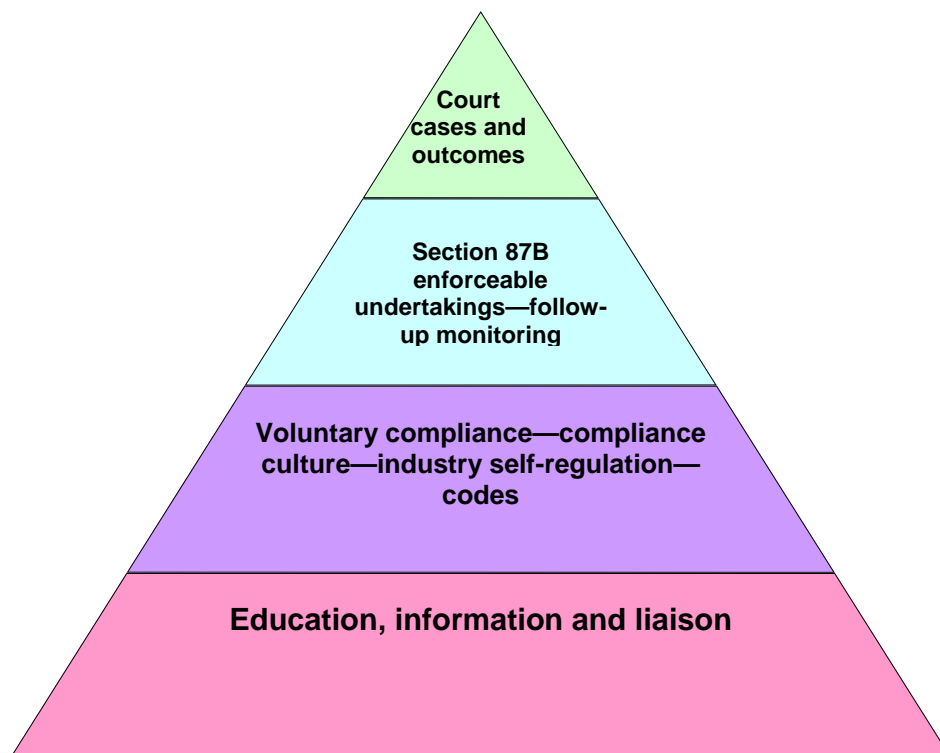 Court
cases and
outcomes
Section 87B
enforceable
undertakings—follow-
up monitoring
Voluntary compliance—compliance
culture—industry self-regulation—
codes
Education, information and liaison